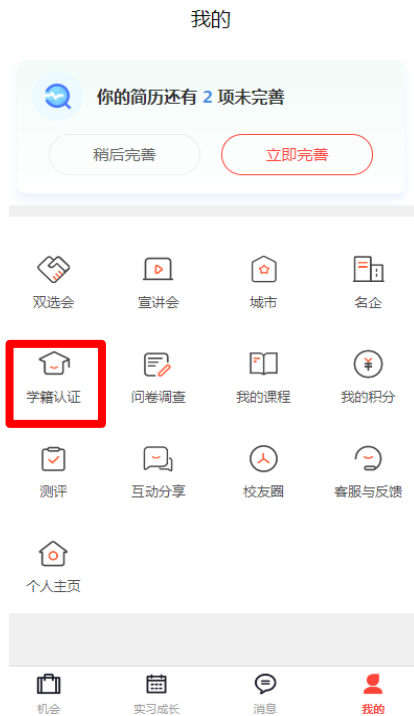 我的
你的简历还有 2 项未完善
稍后完善 立即完善
双选会 宣讲会 城市 名企
学籍认证 问卷调查 我的课程 我的积分
测评 互动分享 校友圈 客服与反馈
个人主页
机会 实习成长 消息 我的